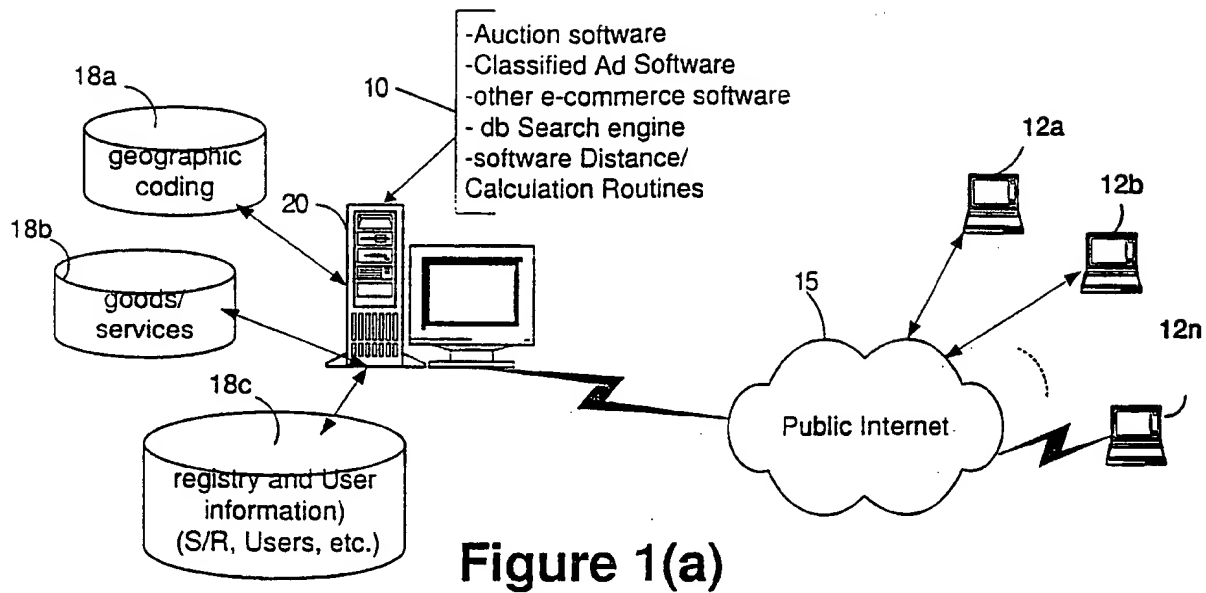 -Auction software
-Classified Ad Software
-other e-commerce software
- db Search engine
-software Distance/
Calculation Routines
10
18a
geographic
coding
20
18b
goods/
services
18c
registry and User
information)
(S/R, Users, etc.)
12a
12b
12n
15
Public Internet
Figure 1(a)